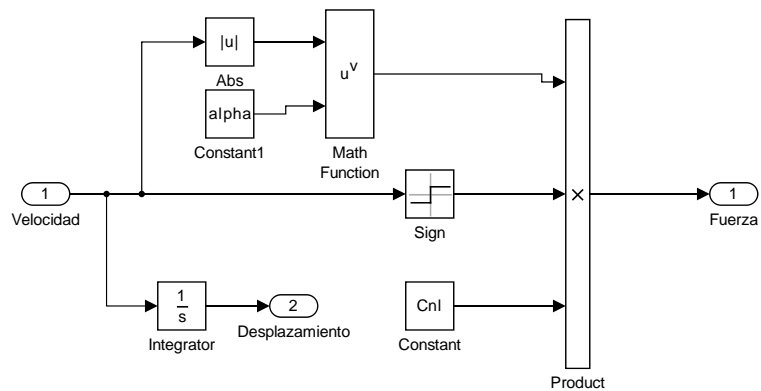 |u|
Abs
alpha
Constant1
u^v
Math
Function
1
Velocidad
Sign
×
1
Fuerza
1
s
Integrator
2
Desplazamiento
Cnl
Constant
Product